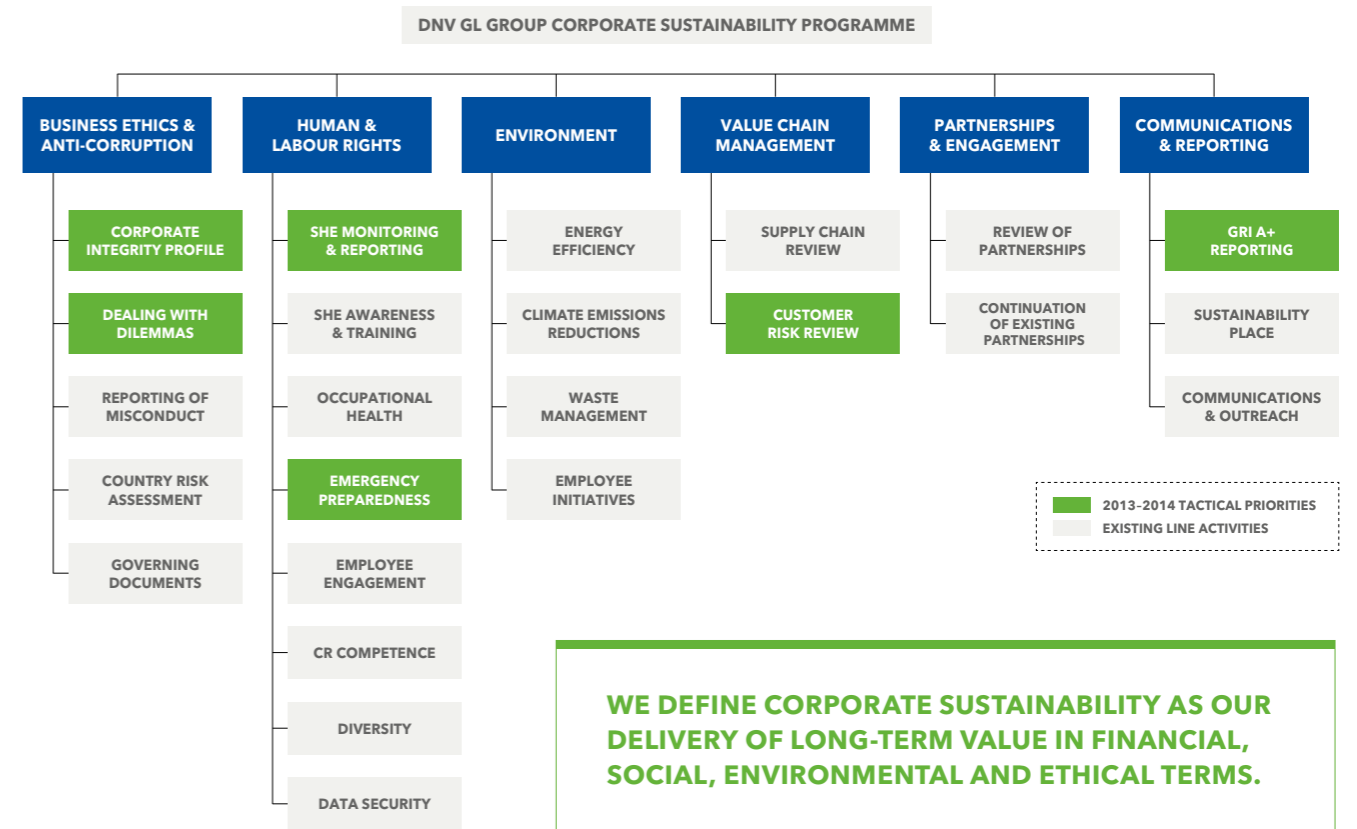 DNV GL GROUP CORPORATE SUSTAINABILITY PROGRAMME
BUSINESS ETHICS &
ANTI-CORRUPTION
CORPORATE
INTEGRITY PROFILE
DEALING WITH
DILEMMAS
REPORTING OF
MISCONDUCT
COUNTRY RISK
ASSESSMENT
GOVERNING
DOCUMENTS
HUMAN &
LABOUR RIGHTS
SHE MONITORING
& REPORTING
SHE AWARENESS
& TRAINING
OCCUPATIONAL
HEALTH
EMERGENCY
PREPAREDNESS
EMPLOYEE
ENGAGEMENT
CR COMPETENCE
DIVERSITY
DATA SECURITY
ENVIRONMENT
ENERGY
EFFICIENCY
CLIMATE EMISSIONS
REDUCTIONS
WASTE
MANAGEMENT
EMPLOYEE
INITIATIVES
VALUE CHAIN
MANAGEMENT
SUPPLY CHAIN
REVIEW
CUSTOMER
RISK REVIEW
PARTNERSHIPS
& ENGAGEMENT
REVIEW OF
PARTNERSHIPS
CONTINUATION
OF EXISTING
PARTNERSHIPS
COMMUNICATIONS
& REPORTING
GRI A+
REPORTING
SUSTAINABILITY
PLACE
COMMUNICATIONS
& OUTREACH
2013–2014 TACTICAL PRIORITIES
EXISTING LINE ACTIVITIES
WE DEFINE CORPORATE SUSTAINABILITY AS OUR
DELIVERY OF LONG-TERM VALUE IN FINANCIAL,
SOCIAL, ENVIRONMENTAL AND ETHICAL TERMS.